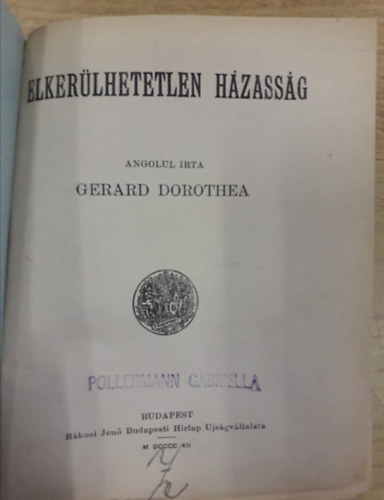 ELKERÜLHETETLEN HÁZASSÁG
ANGOLUL IRTA
GERARD DOROTHEA
POLLERMANN GABRIELLA
BUDAPEST
Rákosi Jenő Budapesti Hirlap Ujságvállalata
M DCCCC XII